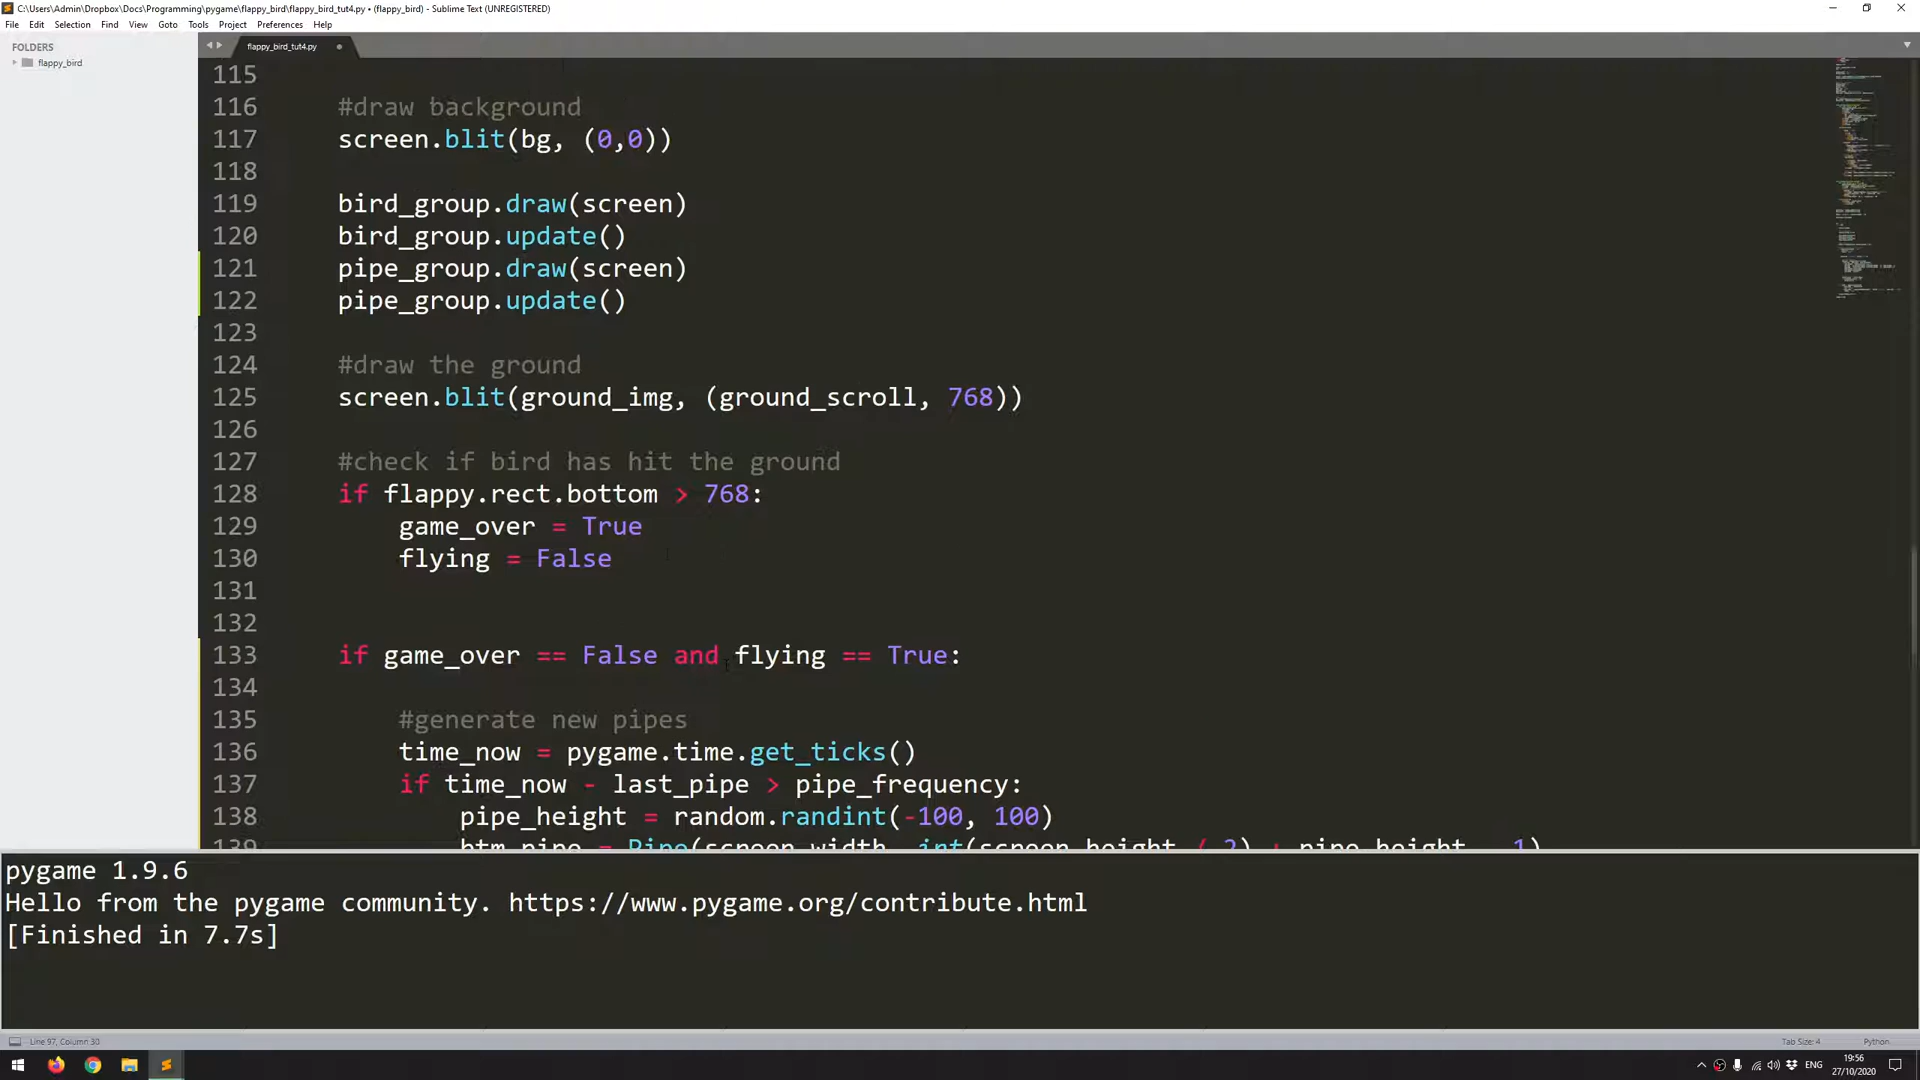 C:\Users\Admin\Dropbox\Docs\Programming\pygame\flappy_bird\flappy_bird_tut4.py • (flappy_bird) - Sublime Text (UNREGISTERED)
File Edit Selection Find View Goto Tools Project Preferences Help
FOLDERS
flappy_bird
flappy_bird_tut4.py
115
116 #draw background
117 screen.blit(bg, (0,0))
118
119 bird_group.draw(screen)
120 bird_group.update()
121 pipe_group.draw(screen)
122 pipe_group.update()
123
124 #draw the ground
125 screen.blit(ground_img, (ground_scroll, 768))
126
127 #check if bird has hit the ground
128 if flappy.rect.bottom > 768:
129 game_over = True
130 flying = False
131
132
133 if game_over == False and flying == True:
134
135 #generate new pipes
136 time_now = pygame.time.get_ticks()
137 if time_now - last_pipe > pipe_frequency:
138 pipe_height = random.randint(-100, 100)
139 btm_pipe = Pipe(screen_width, int(screen_height / 2) + pipe_height, -1)
pygame 1.9.6
Hello from the pygame community. https://www.pygame.org/contribute.html
[Finished in 7.7s]
Line 97, Column 30
Tab Size: 4
Python
ENG
19:56
27/10/2020